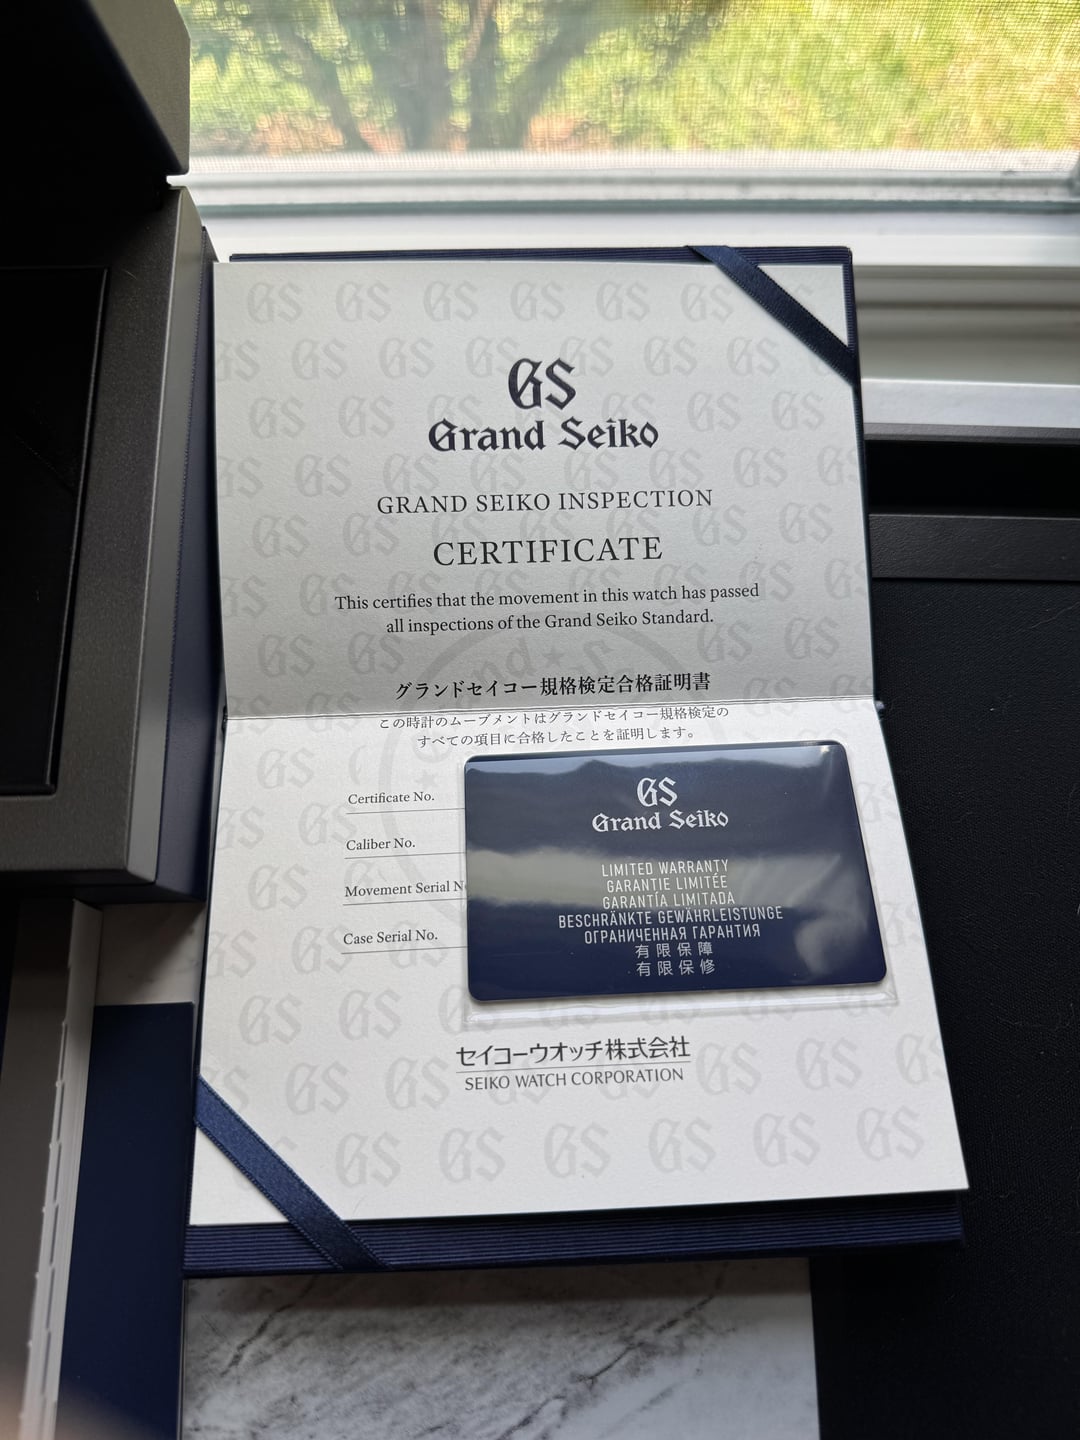 GS
Grand Seiko
GRAND SEIKO INSPECTION
CERTIFICATE
This certifies that the movement in this watch has passed
all inspections of the Grand Seiko Standard.
グランドセイコー規格検定合格証明書
この時計のムーブメントはグランドセイコー規格検定の
すべての項目に合格したことを証明します。
Certificate No.
Caliber No.
Movement Serial N
Case Serial No.
GS
Grand Seiko
LIMITED WARRANTY
GARANTIE LIMITÉE
GARANTÍA LIMITADA
BESCHRÄNKTE GEWÄHRLEISTUNGE
ОГРАНИЧЕННАЯ ГАРАНТИЯ
有限保障
有限保修
セイコーウオッチ株式会社
SEIKO WATCH CORPORATION